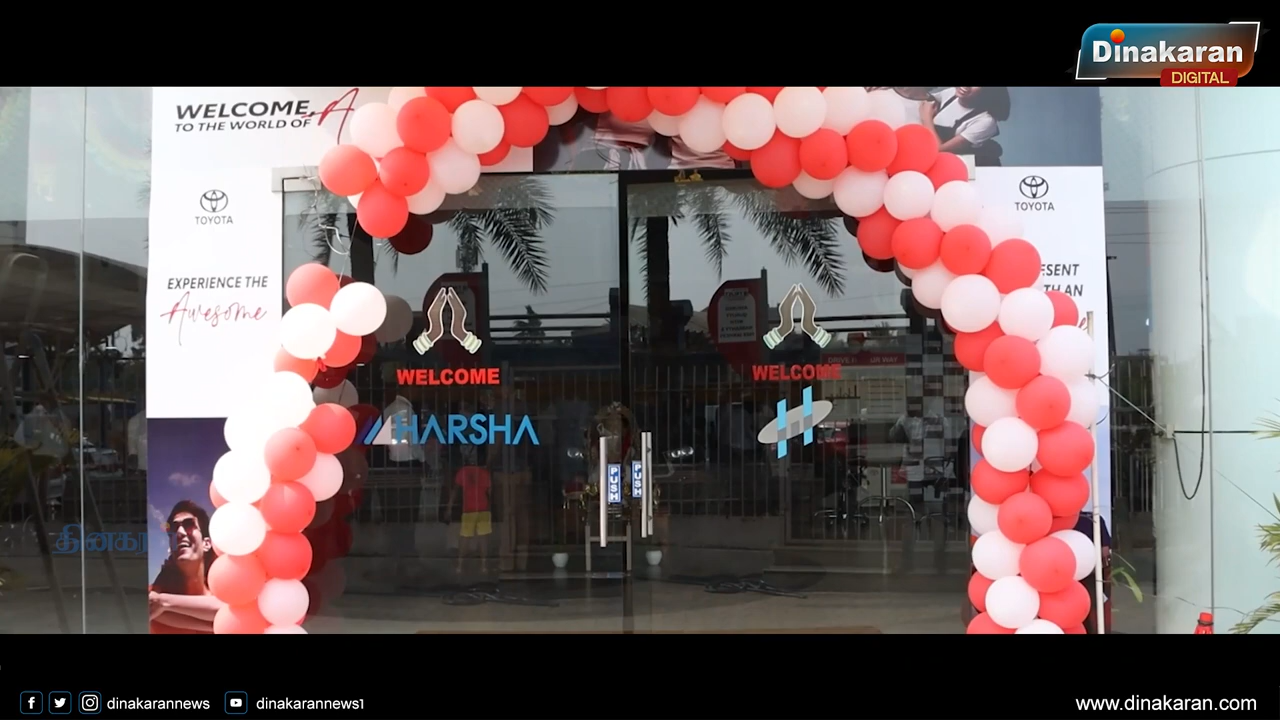 Dinakaran
DIGITAL
WELCOME,
TO THE WORLD OF A
TOYOTA
TOYOTA
EXPERIENCE THE
Awesome
ESENT
TH AN
WELCOME
WELCOME
HARSHA
H
PUSH
PUSH
தினகர
dinakarannews
dinakarannews1
www.dinakaran.com